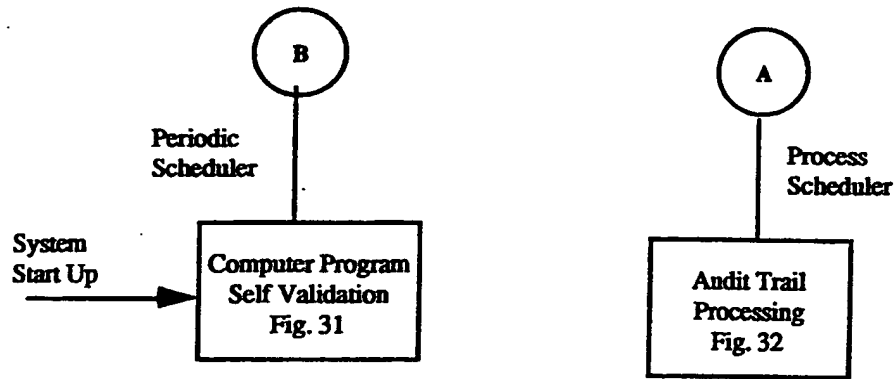 B
A
Periodic
Scheduler
Process
Scheduler
System
Start Up
Computer Program
Self Validation
Fig. 31
Audit Trail
Processing
Fig. 32